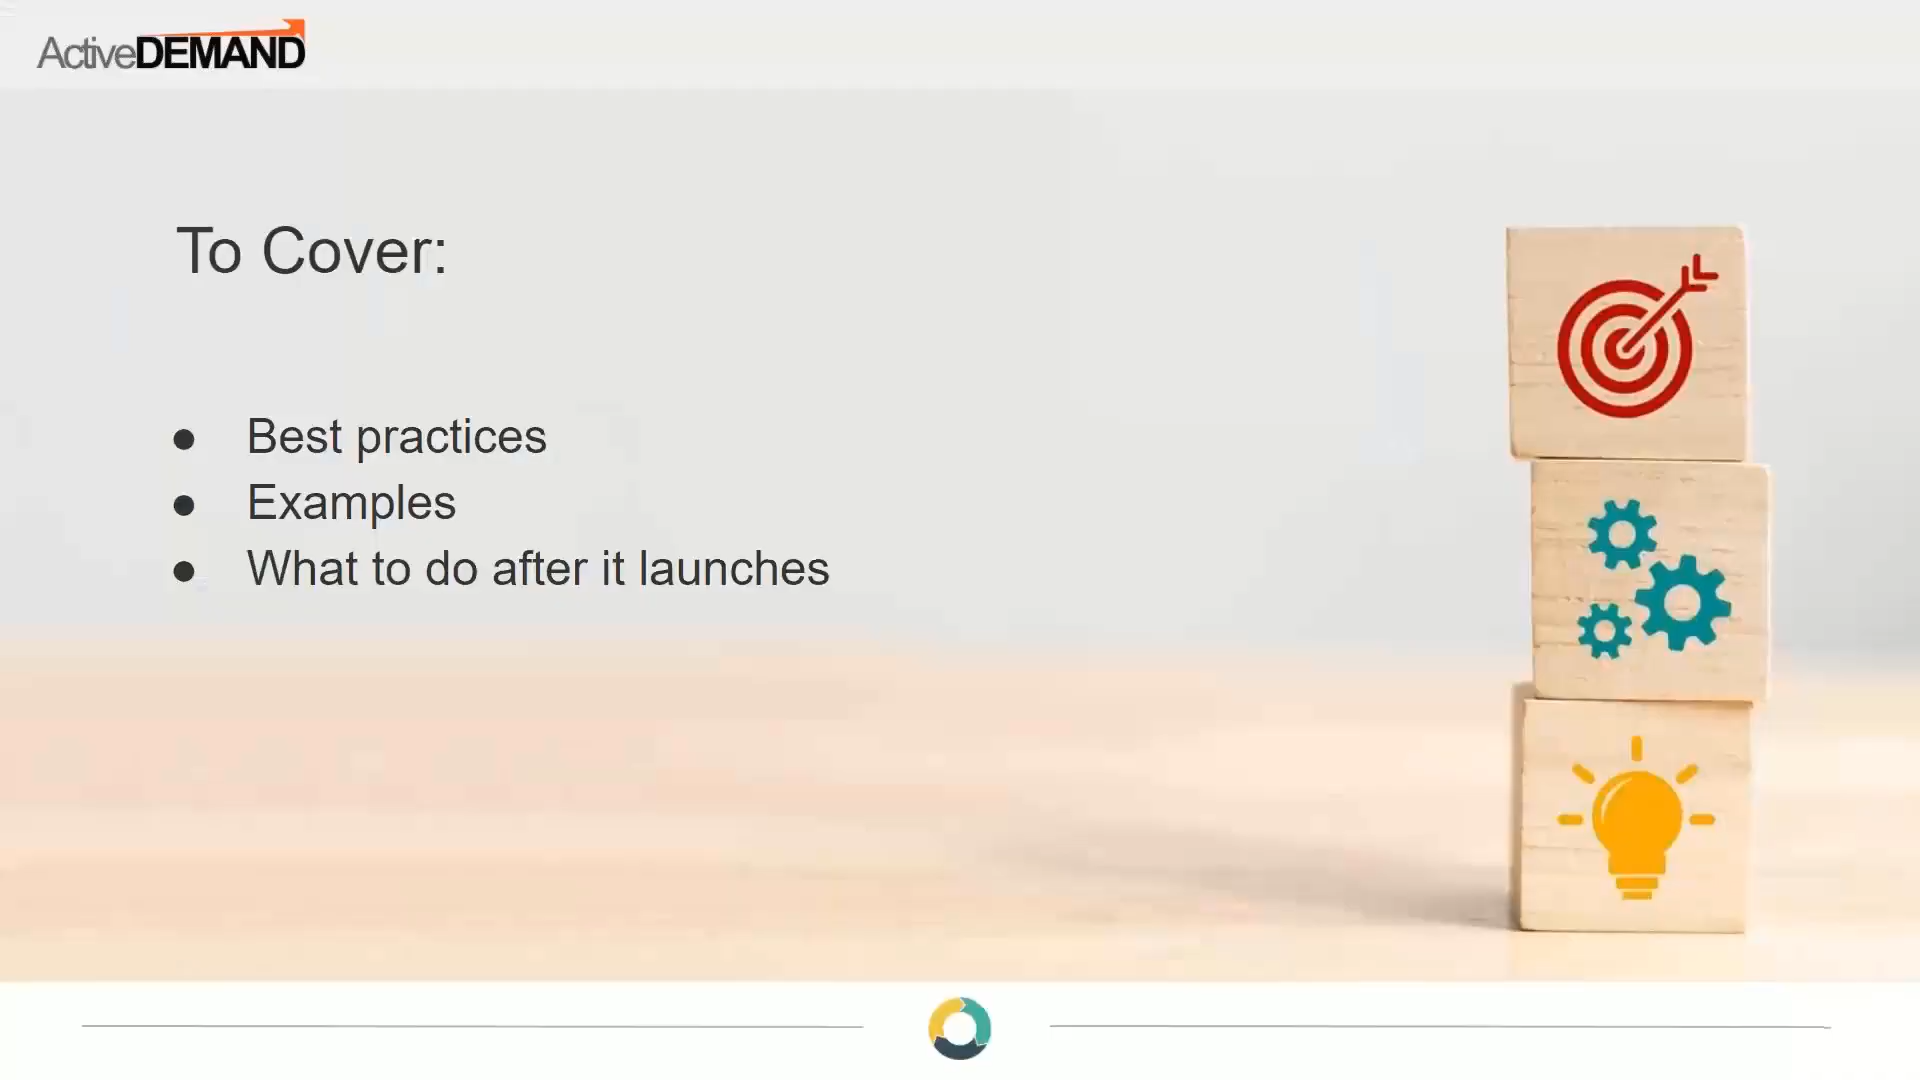 ActiveDEMAND
To Cover:
● Best practices
● Examples
● What to do after it launches